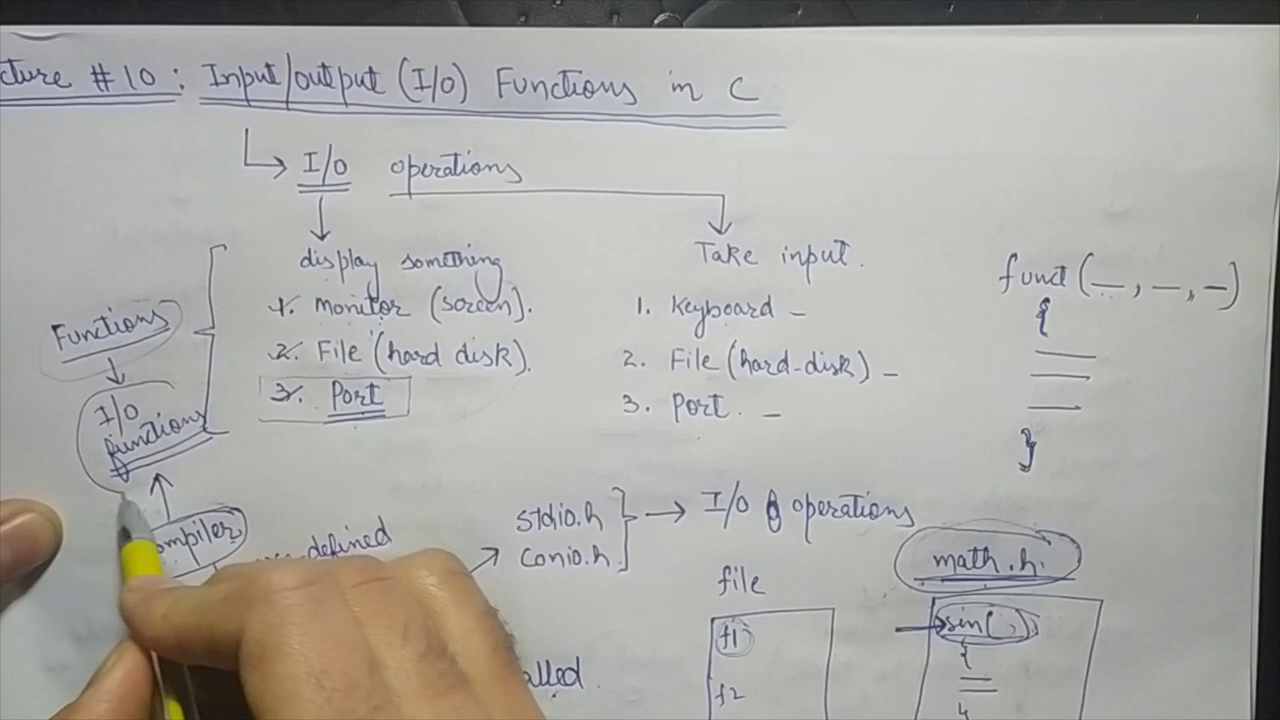 cture #10 : Input/output (I/O) Functions in C
I/O operations
display something
1. Monitor (screen).
2. File (hard disk).
3. Port
Take input.
1. Keyboard –
2. File (hard-disk) –
3. Port. –
funct( _ , _ , _ )
{
}
Functions
I/O
functions
ompiler
defined
stdio.h
conio.h.
} → I/O operations
alled.
file
f1
f2
math.h.
sin( )
{